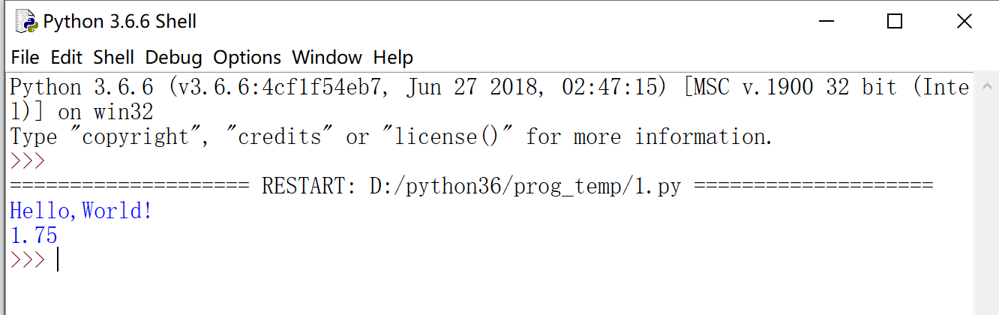 Python 3.6.6 Shell
File Edit Shell Debug Options Window Help
Python 3.6.6 (v3.6.6:4cf1f54eb7, Jun 27 2018, 02:47:15) [MSC v.1900 32 bit (Inte
l)] on win32
Type "copyright", "credits" or "license()" for more information.
>>>
==================== RESTART: D:/python36/prog_temp/1.py ====================
Hello,World!
1.75
>>>